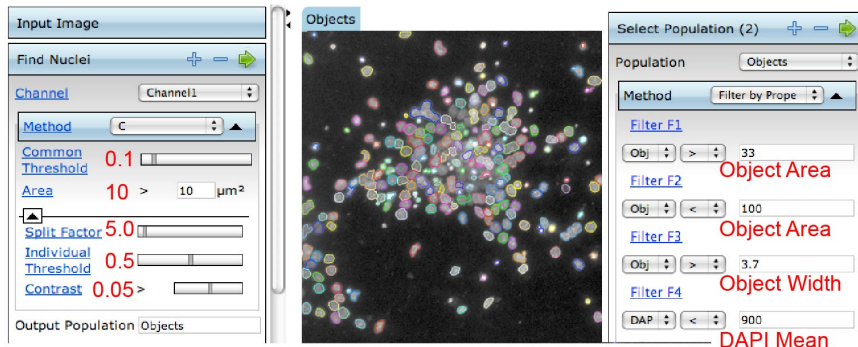 Input Image
Find Nuclei
Channel Channel1
Method C
Common Threshold 0.1
Area 10 > 10 µm²
Split Factor 5.0
Individual Threshold 0.5
Contrast 0.05 >
Output Population Objects
Objects
Select Population (2)
Population Objects
Method Filter by Prope
Filter F1
Obj > 33
Object Area
Filter F2
Obj < 100
Object Area
Filter F3
Obj > 3.7
Object Width
Filter F4
DAP < 900
DAPI Mean